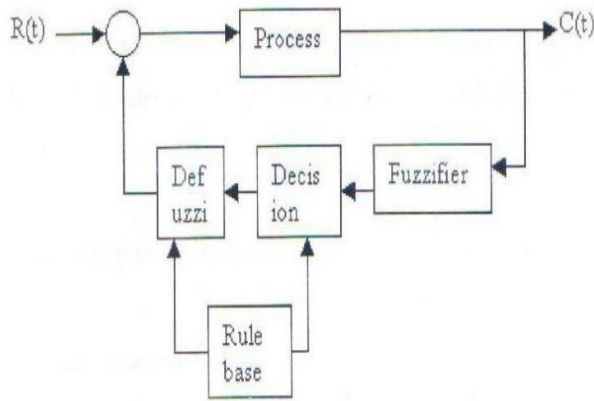 R(t)
Process
C(t)
Def
uzzi
Decis
ion
Fuzzifier
Rule
base